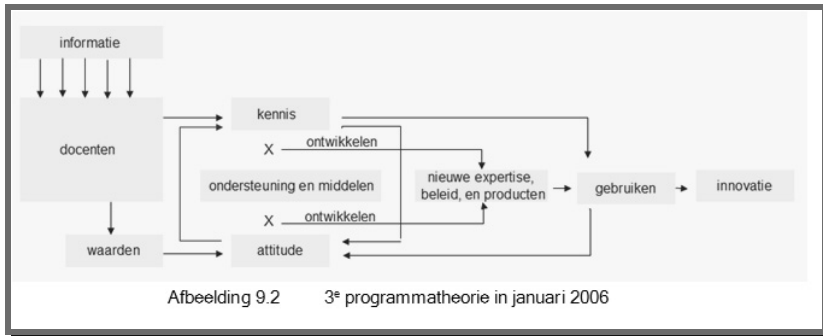 informatie
docenten
kennis
X ontwikkelen
ondersteuning en middelen
X ontwikkelen
nieuwe expertise,
beleid, en producten
gebruiken
innovatie
waarden
attitude
Afbeelding 9.2 3e programmatheorie in januari 2006